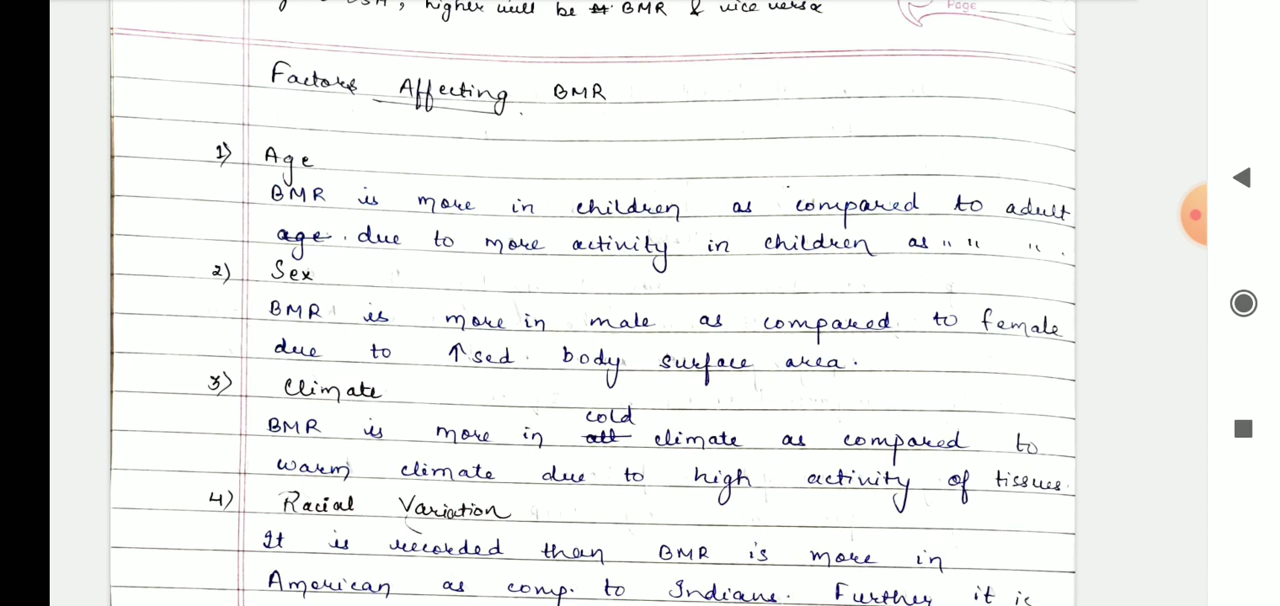 BSA, higher will be BMR & vice versa
Page
Factors Affecting BMR
1) Age
BMR is more in children as compared to adult
age. due to more activity in children as " " " .
2) Sex
BMR is more in male as compared to female
due to ↑sed. body surface area.
3) Climate
cold
BMR is more in all climate as compared to
warm climate due to high activity of tissues.
4) Racial Variation
It is recorded than BMR is more in
American as comp. to Indians. Further it is